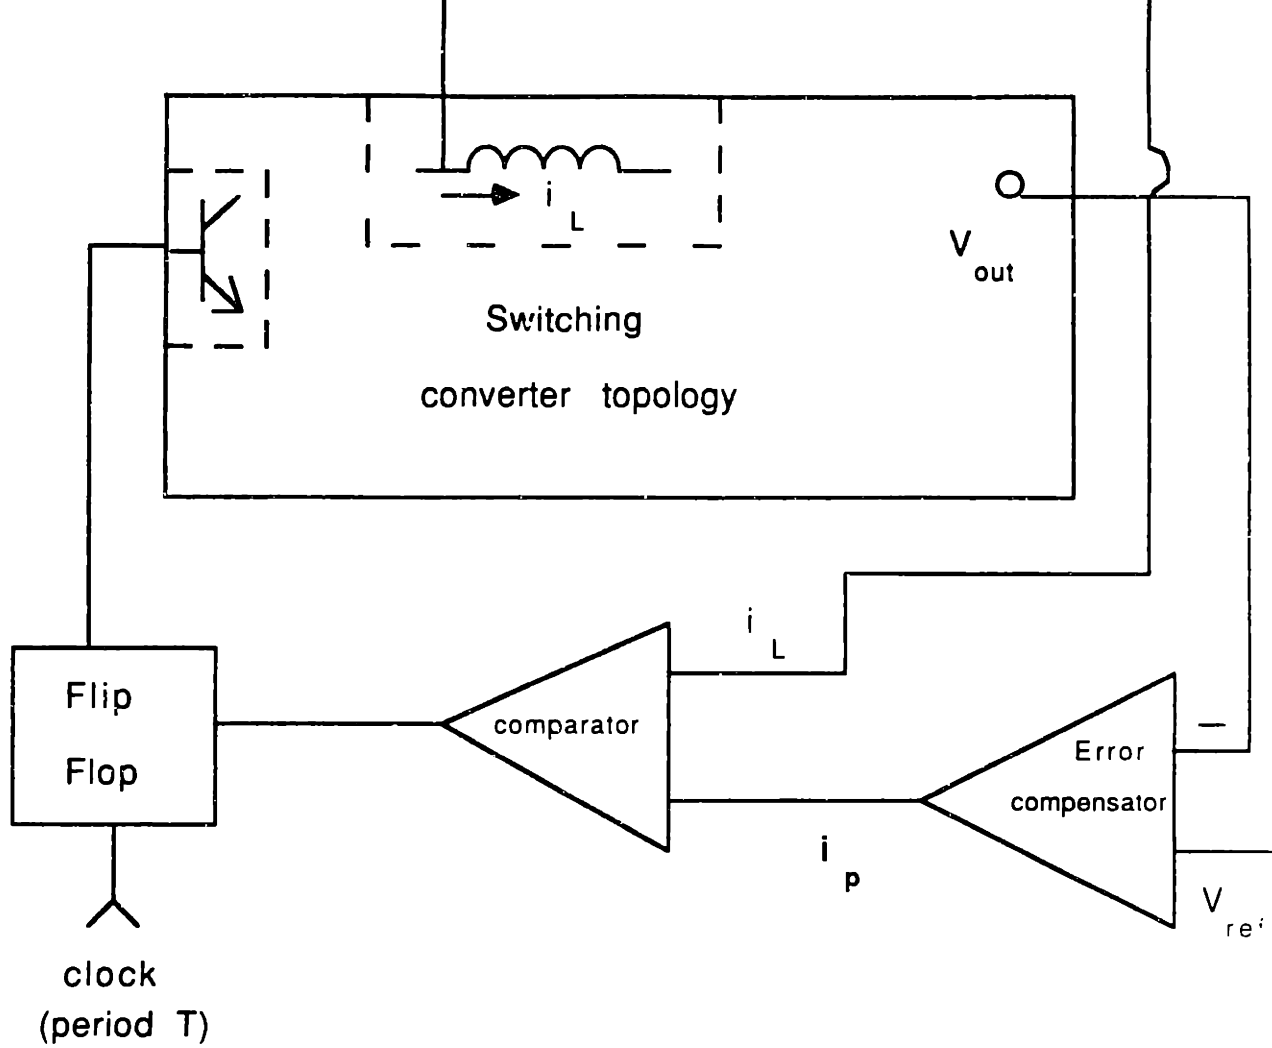 i
L
V
out
Switching
converter topology
i
L
Flip
Flop
comparator
Error
compensator
i
p
V
clock
(period T)